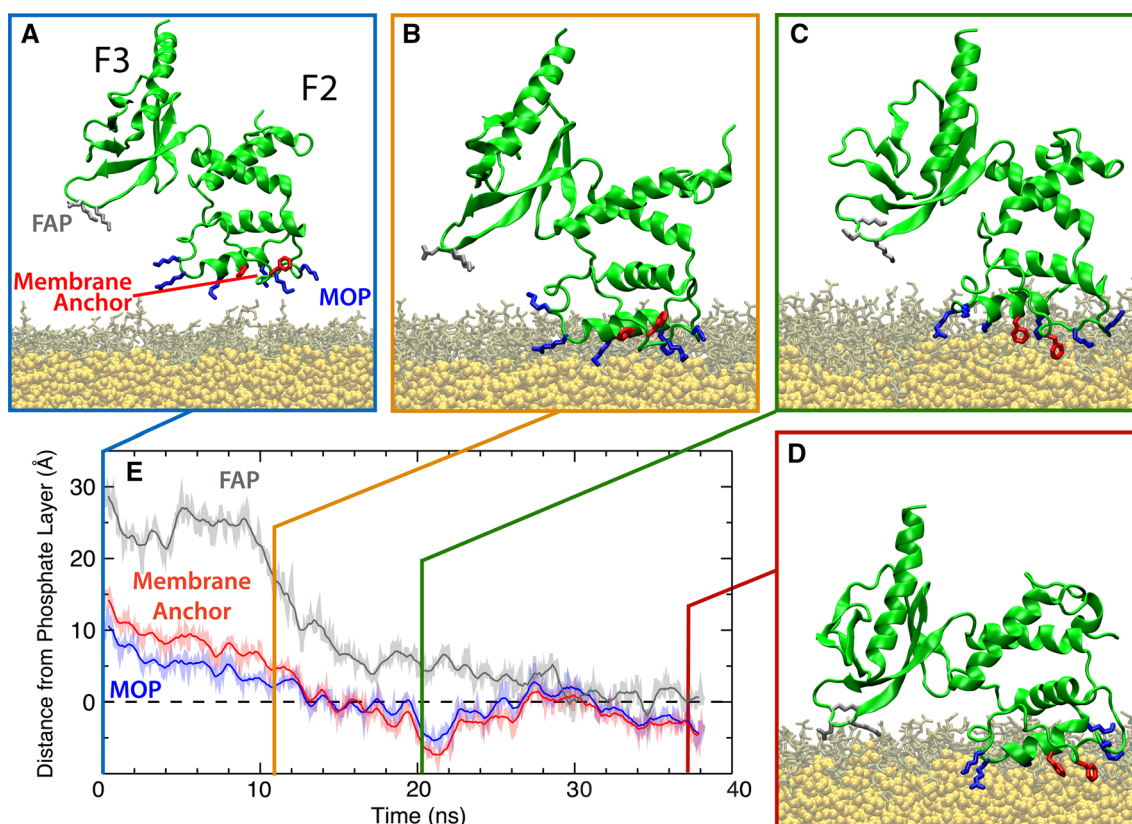 A
F3
F2
FAP
Membrane
Anchor
MOP
B
C
D
E
FAP
Membrane
Anchor
MOP
Distance from Phosphate Layer (Å)
30
20
10
0
0
10
20
30
40
Time (ns)